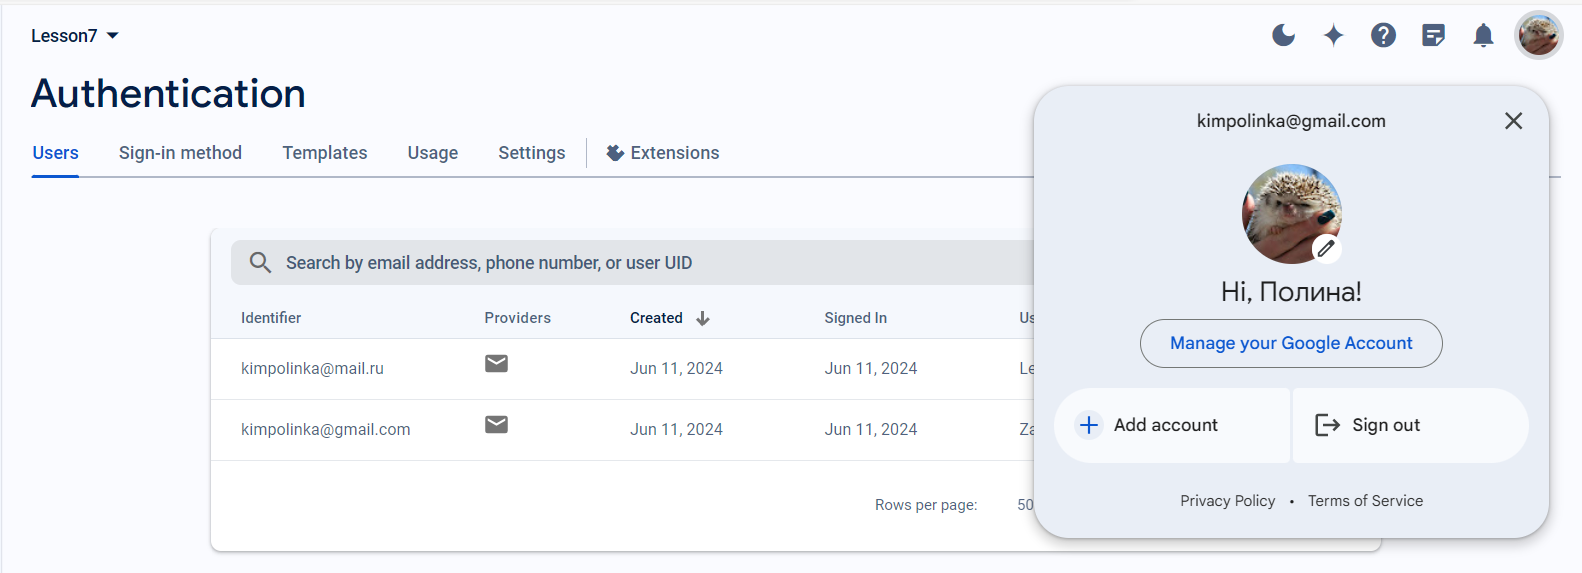 Lesson7
Authentication
Users Sign-in method Templates Usage Settings Extensions
Search by email address, phone number, or user UID
Identifier Providers Created Signed In Us
kimpolinka@mail.ru Jun 11, 2024 Jun 11, 2024 Le
kimpolinka@gmail.com Jun 11, 2024 Jun 11, 2024 Za
Rows per page: 50
kimpolinka@gmail.com
Hi, Полина!
Manage your Google Account
Add account Sign out
Privacy Policy • Terms of Service